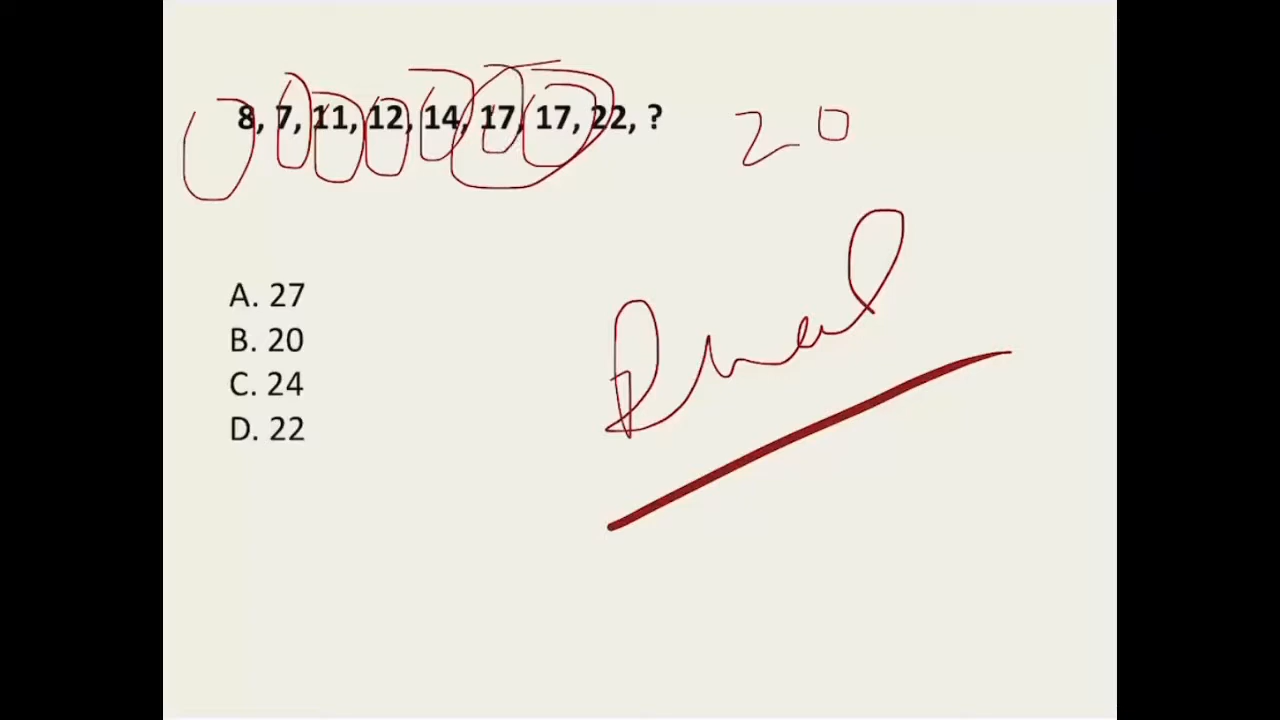 8, 7, 11, 12, 14, 17, 17, 22, ? 20
A. 27
B. 20
C. 24
D. 22